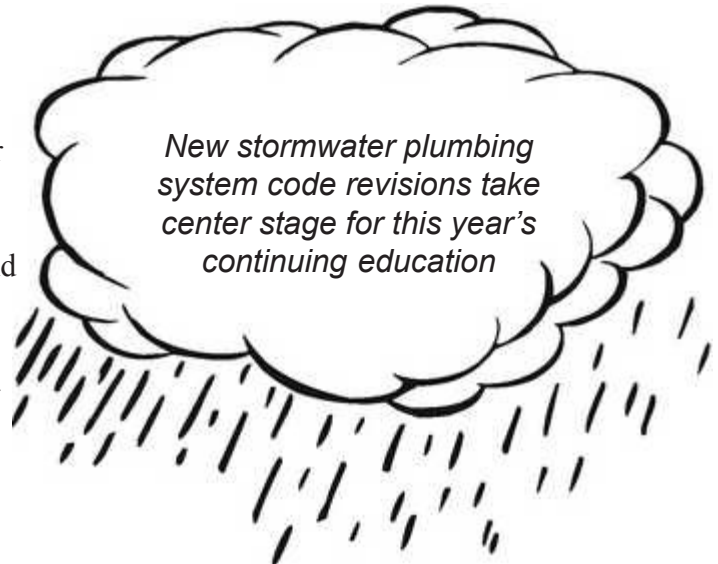 New stormwater plumbing
system code revisions take
center stage for this year's
continuing education